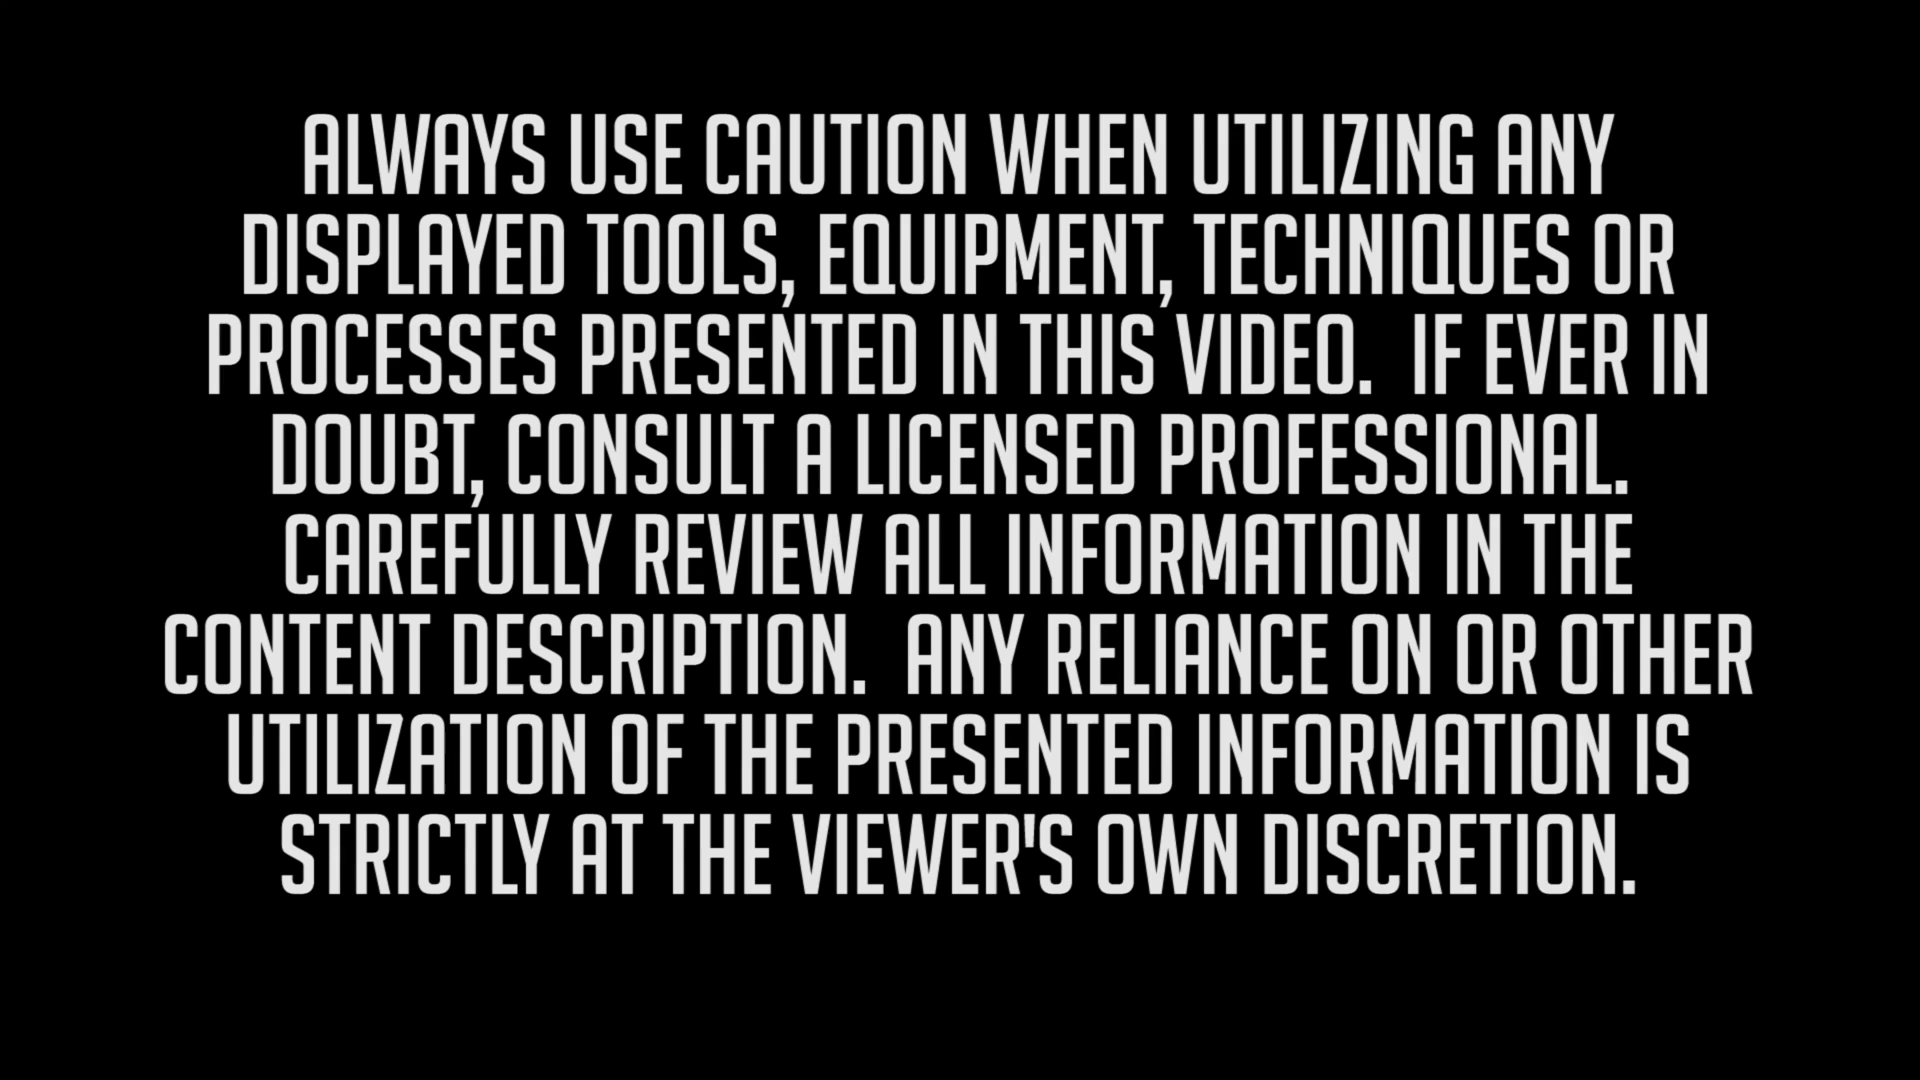 ALWAYS USE CAUTION WHEN UTILIZING ANY
DISPLAYED TOOLS, EQUIPMENT, TECHNIQUES OR
PROCESSES PRESENTED IN THIS VIDEO.  IF EVER IN
DOUBT, CONSULT A LICENSED PROFESSIONAL.
CAREFULLY REVIEW ALL INFORMATION IN THE
CONTENT DESCRIPTION.  ANY RELIANCE ON OR OTHER
UTILIZATION OF THE PRESENTED INFORMATION IS
STRICTLY AT THE VIEWER'S OWN DISCRETION.